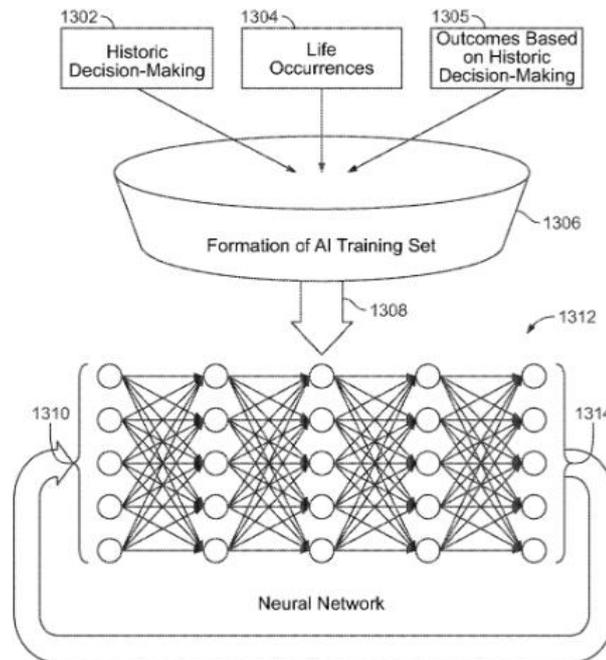 1302
1304
1305
Historic
Decision-Making
Life
Occurrences
Outcomes Based
on Historic
Decision-Making
1306
Formation of AI Training Set
1308
1312
1310
1314
Neural Network